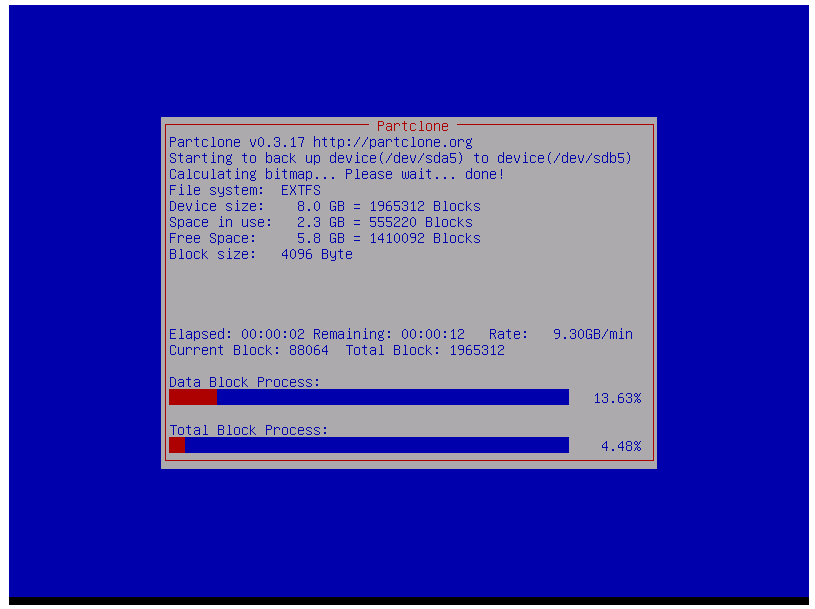 Partclone
Partclone v0.3.17 http://partclone.org
Starting to back up device(/dev/sda5) to device(/dev/sdb5)
Calculating bitmap... Please wait... done!
File system:  EXTFS
Device size:    8.0 GB = 1965312 Blocks
Space in use:   2.3 GB = 555220 Blocks
Free Space:     5.8 GB = 1410092 Blocks
Block size:   4096 Byte
Elapsed: 00:00:02 Remaining: 00:00:12   Rate:   9.30GB/min
Current Block: 88064  Total Block: 1965312
Data Block Process:
13.63%
Total Block Process:
4.48%